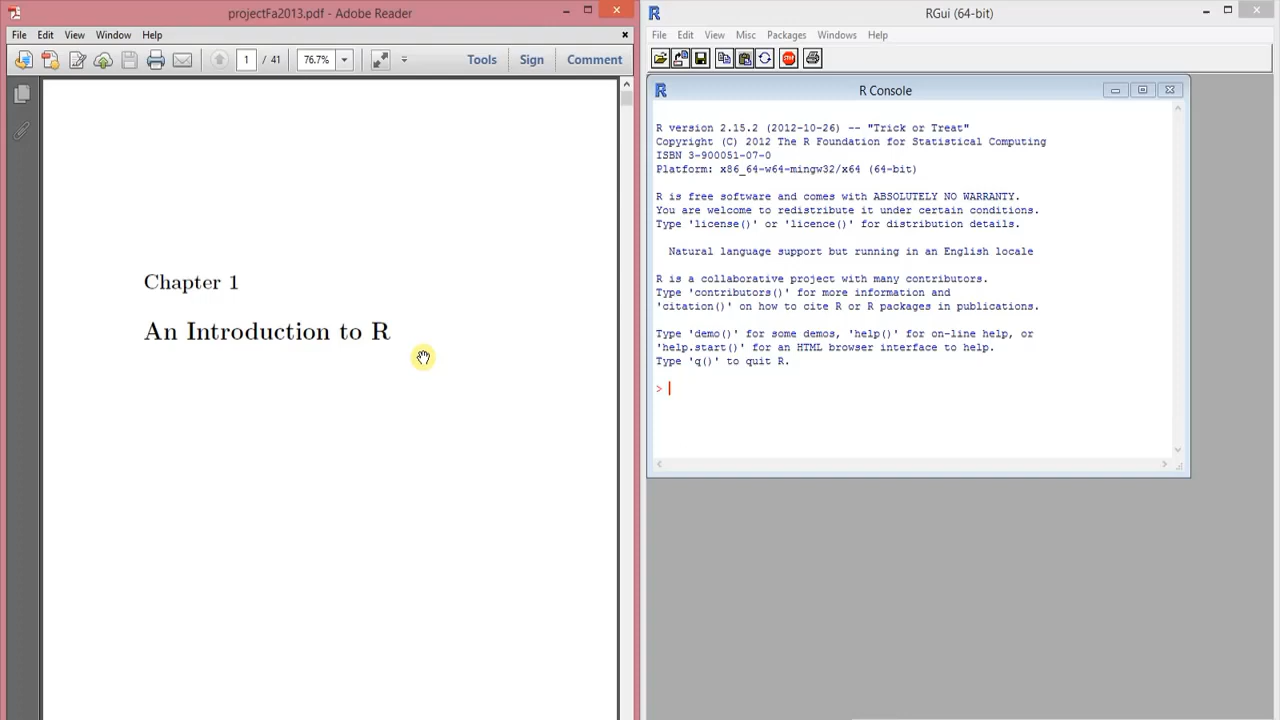 projectFa2013.pdf - Adobe Reader
File Edit View Window Help
1 / 41 76.7% Tools Sign Comment
Chapter 1
An Introduction to R
RGui (64-bit)
File Edit View Misc Packages Windows Help
STOP
R Console
R version 2.15.2 (2012-10-26) -- "Trick or Treat"
Copyright (C) 2012 The R Foundation for Statistical Computing
ISBN 3-900051-07-0
Platform: x86_64-w64-mingw32/x64 (64-bit)
R is free software and comes with ABSOLUTELY NO WARRANTY.
You are welcome to redistribute it under certain conditions.
Type 'license()' or 'licence()' for distribution details.
Natural language support but running in an English locale
R is a collaborative project with many contributors.
Type 'contributors()' for more information and
'citation()' on how to cite R or R packages in publications.
Type 'demo()' for some demos, 'help()' for on-line help, or
'help.start()' for an HTML browser interface to help.
Type 'q()' to quit R.
>